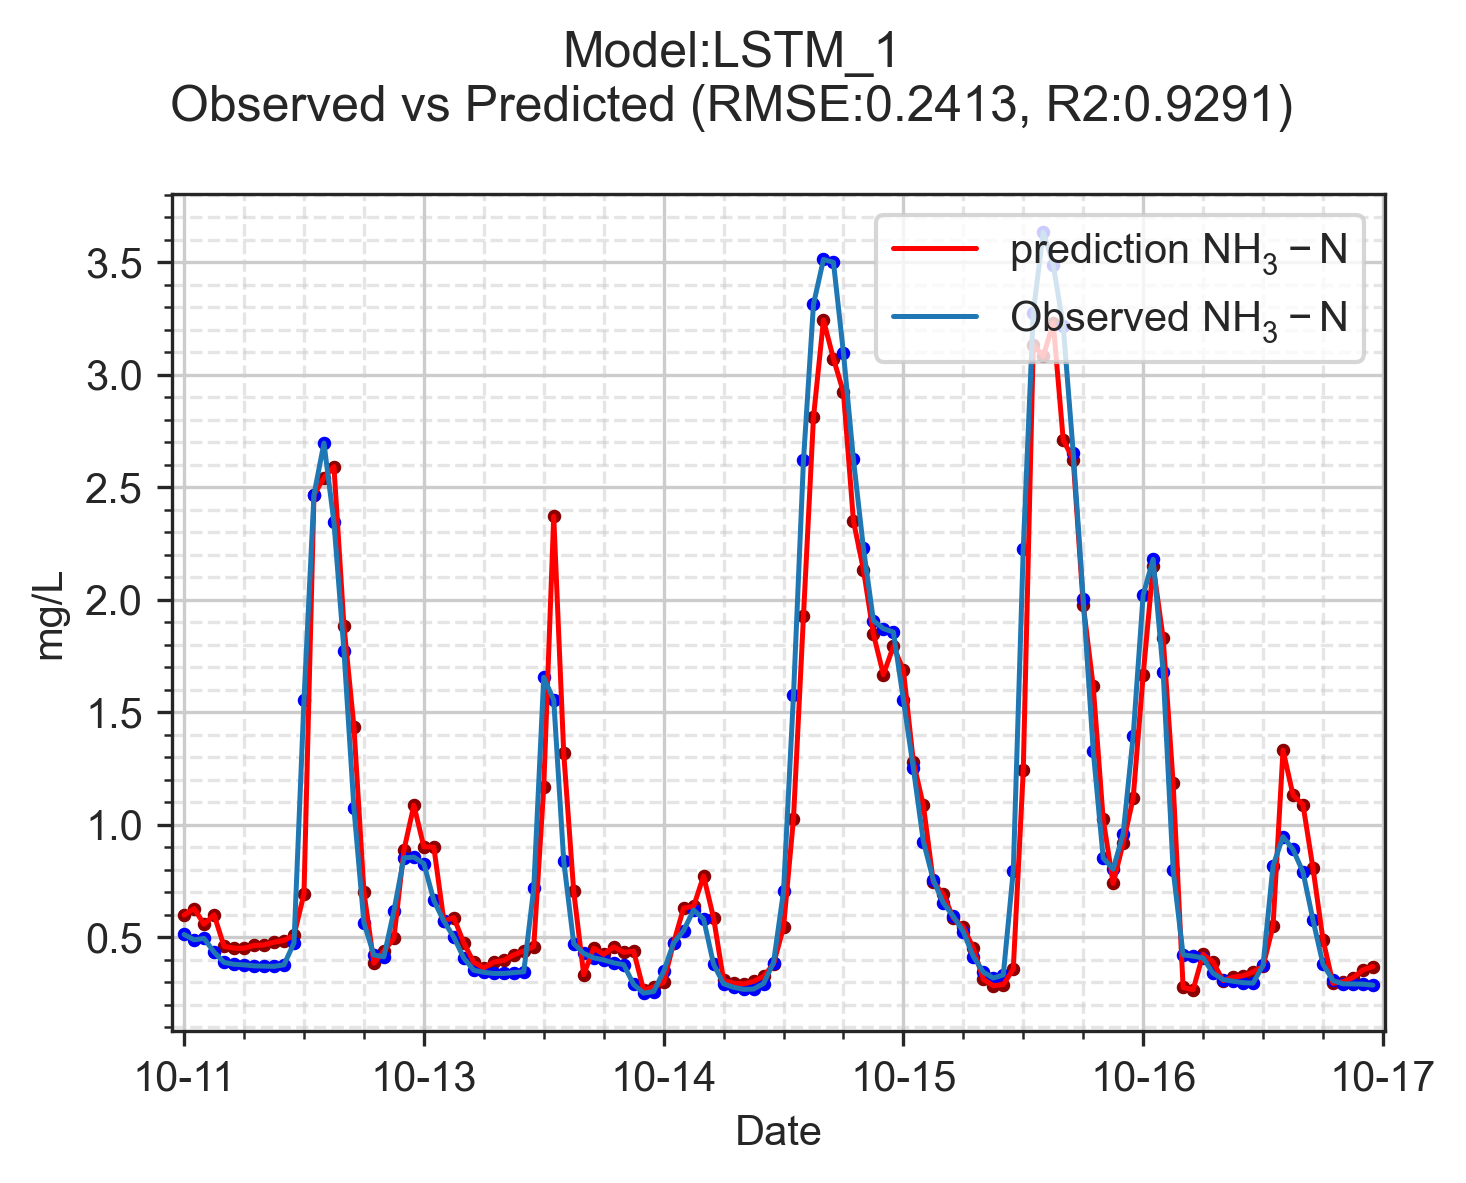 Model:LSTM_1
Observed vs Predicted (RMSE:0.2413, R2:0.9291)
prediction NH₃ − N
Observed NH₃ − N
3.5
3.0
2.5
2.0
1.5
1.0
0.5
mg/L
10-11 10-13 10-14 10-15 10-16 10-17
Date